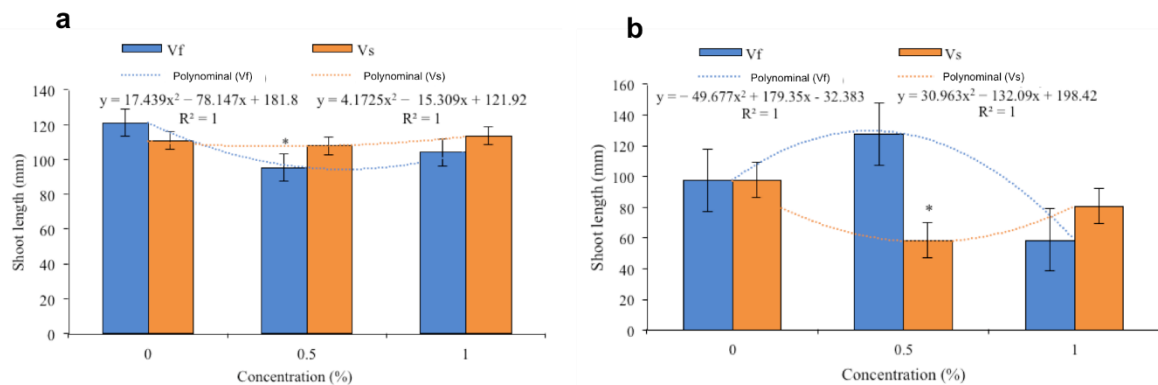 a
Vf Vs
Polynominal (Vf) Polynominal (Vs)
y = 17.439x² − 78.147x + 181.8 y = 4.1725x² − 15.309x + 121.92
R² = 1 R² = 1
140
120
100
80
60
40
20
0
*
Shoot length (mm)
0 0.5 1
Concentration (%)
b
Vf Vs
Polynominal (Vf) Polynominal (Vs)
y = − 49.677x² + 179.35x - 32.383 y = 30.963x² − 132.09x + 198.42
R² = 1 R² = 1
160
140
120
100
80
60
40
20
0
*
Shoot length (mm)
0 0.5 1
Concentration (%)